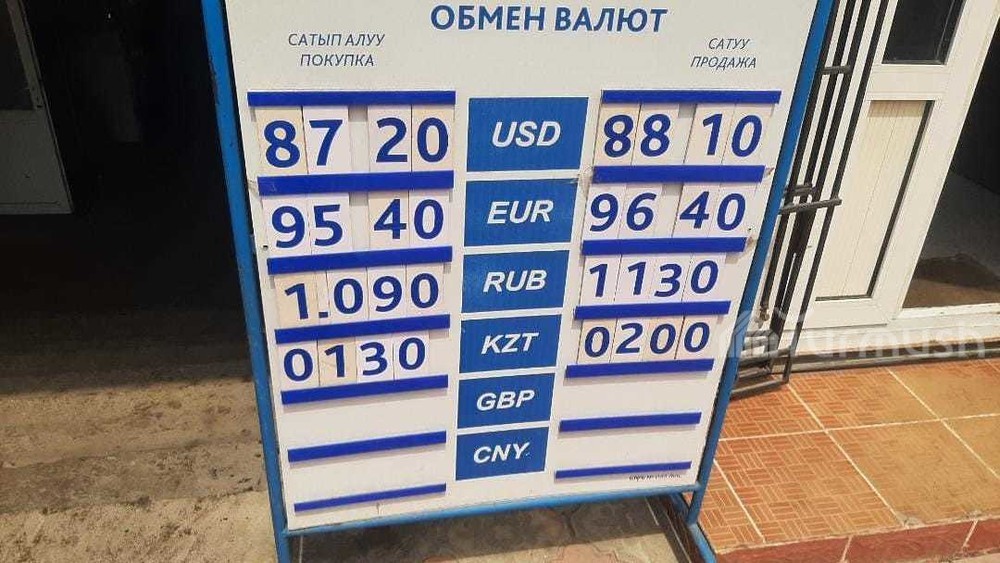 ОБМЕН ВАЛЮТ
САТЫП АЛУУ САТУУ
ПОКУПКА ПРОДАЖА
87 20 USD 88 10
95 40 EUR 96 40
1.090 RUB 1130
0130 KZT 0200
GBP
CNY